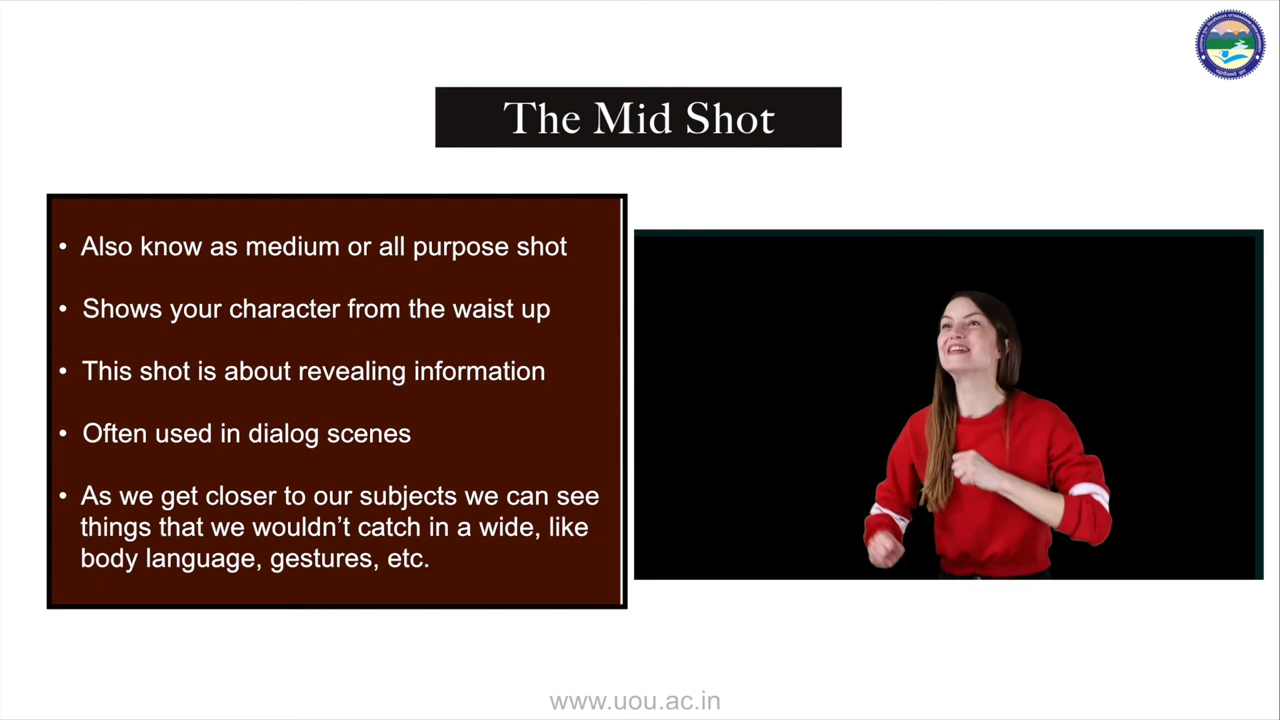 The Mid Shot
• Also know as medium or all purpose shot
• Shows your character from the waist up
• This shot is about revealing information
• Often used in dialog scenes
• As we get closer to our subjects we can see
things that we wouldn’t catch in a wide, like
body language, gestures, etc.
www.uou.ac.in